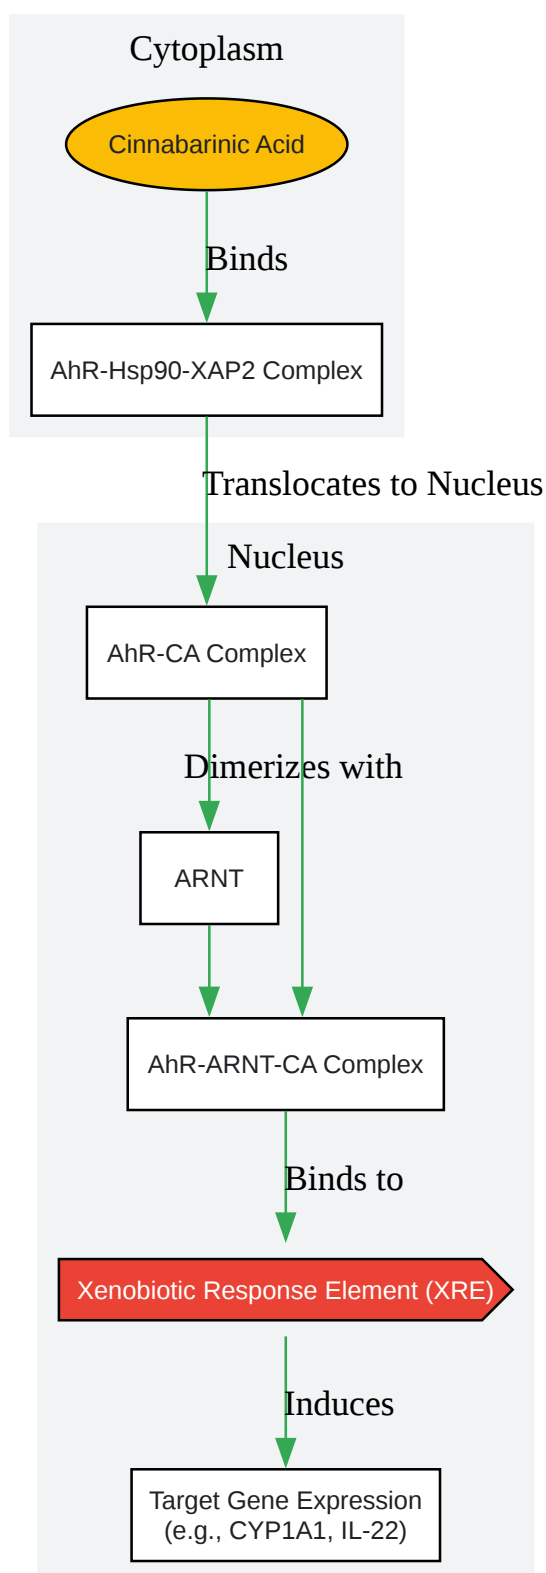 Cytoplasm
Cinnabarinic Acid
Binds
AhR-Hsp90-XAP2 Complex
Translocates to Nucleus
Nucleus
AhR-CA Complex
Dimerizes with
ARNT
AhR-ARNT-CA Complex
Binds to
Xenobiotic Response Element (XRE)
Induces
Target Gene Expression
(e.g., CYP1A1, IL-22)